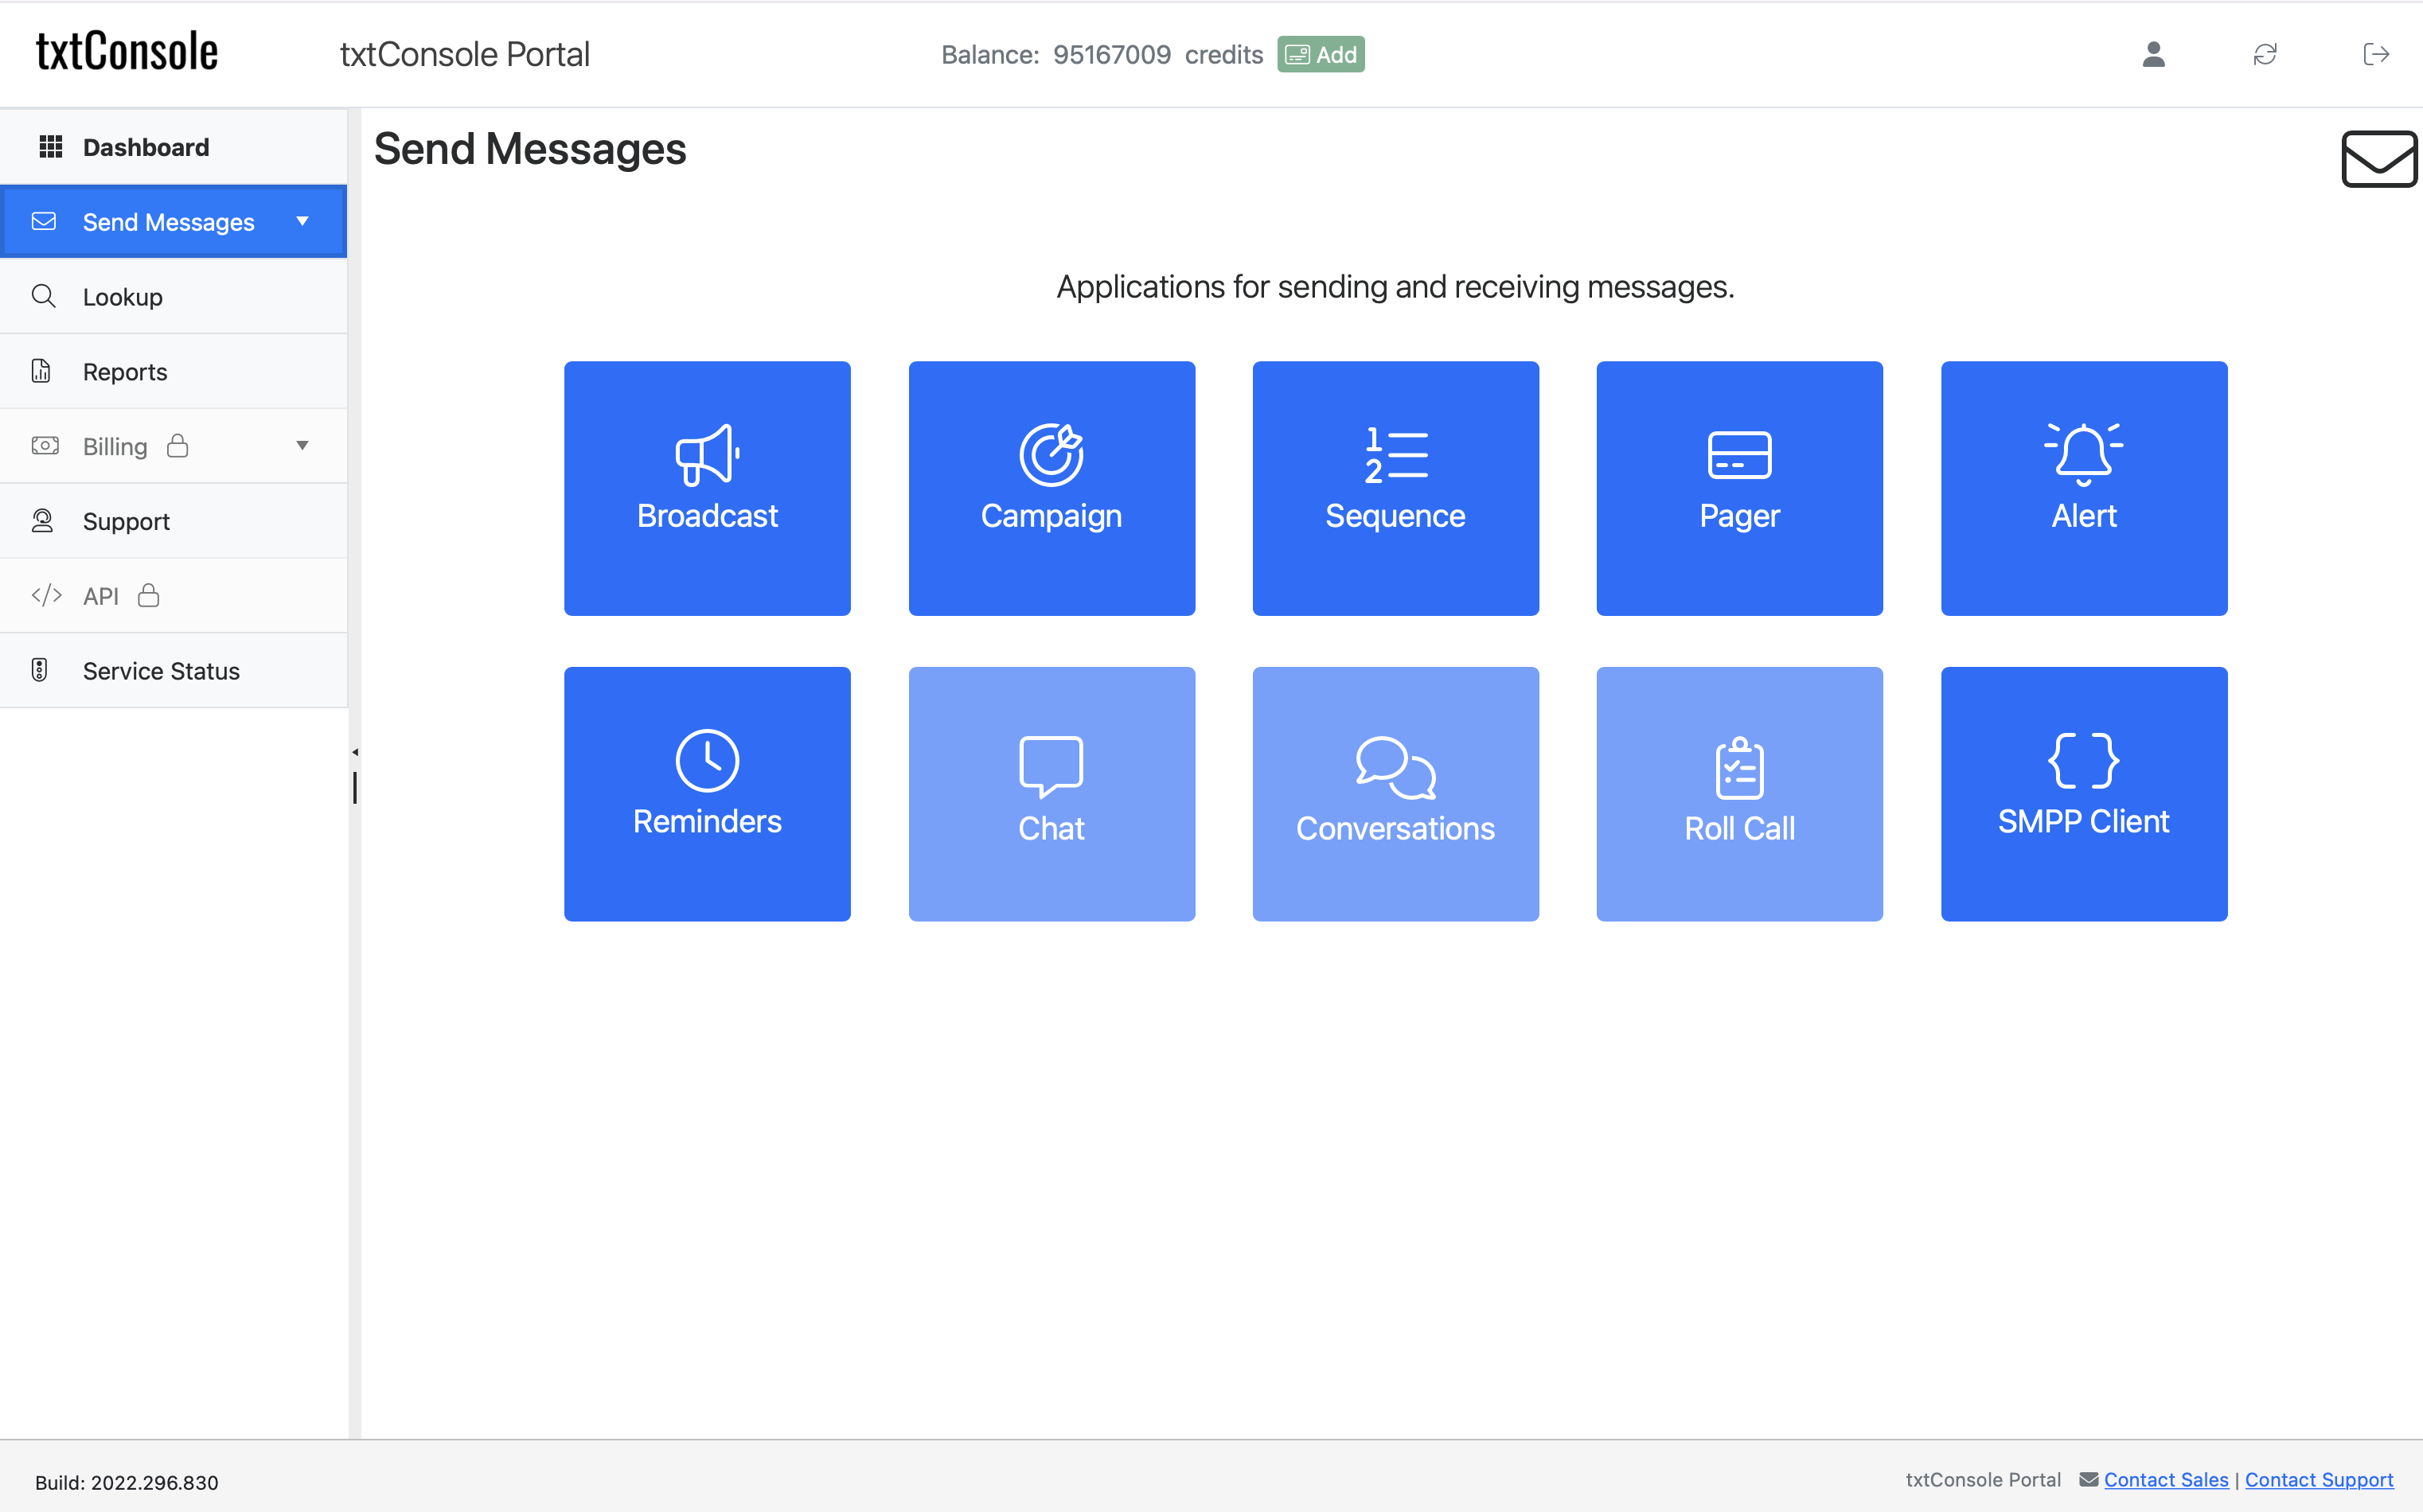 txtConsole
txtConsole Portal
Balance: 95167009 credits Add
Dashboard
Send Messages
Lookup
Reports
Billing
Support
API
Service Status
Send Messages
Applications for sending and receiving messages.
Broadcast
Campaign
1
2
Sequence
Pager
Alert
Reminders
Chat
Conversations
Roll Call
SMPP Client
Build: 2022.296.830
txtConsole Portal Contact Sales | Contact Support